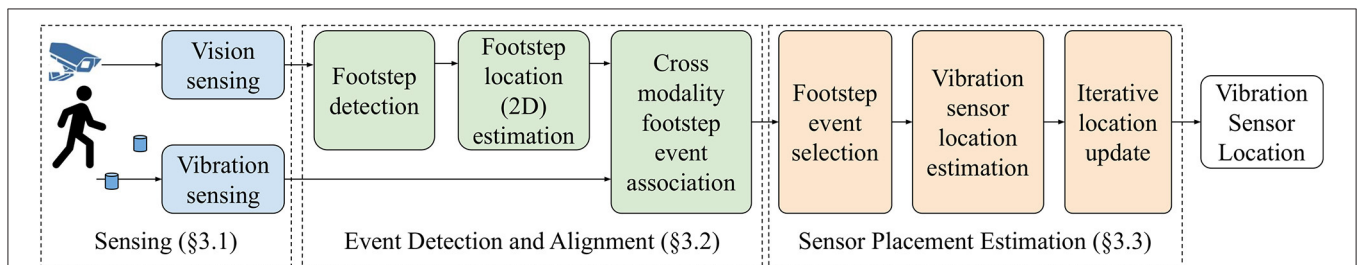 Vision
sensing
Vibration
sensing
Sensing (§3.1)
Footstep
detection
Footstep
location
(2D)
estimation
Cross
modality
footstep
event
association
Event Detection and Alignment (§3.2)
Footstep
event
selection
Vibration
sensor
location
estimation
Iterative
location
update
Sensor Placement Estimation (§3.3)
Vibration
Sensor
Location